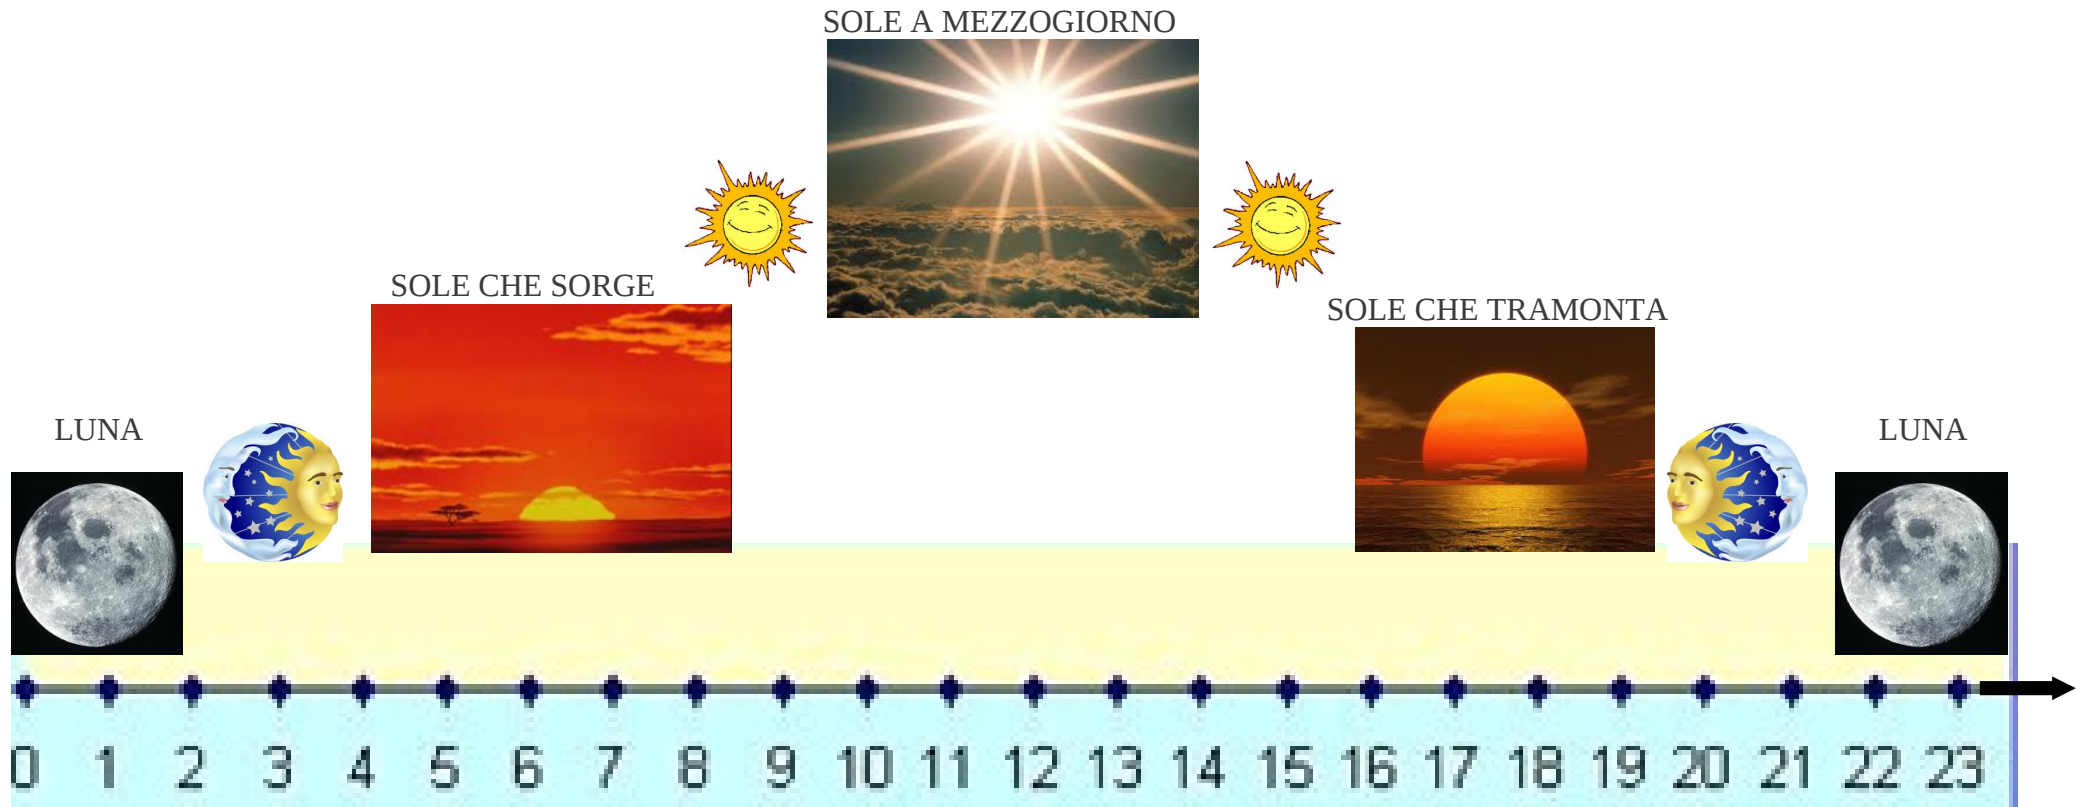 SOLE A MEZZOGIORNO
SOLE CHE SORGE
SOLE CHE TRAMONTA
LUNA
LUNA
0 1 2 3 4 5 6 7 8 9 10 11 12 13 14 15 16 17 18 19 20 21 22 23